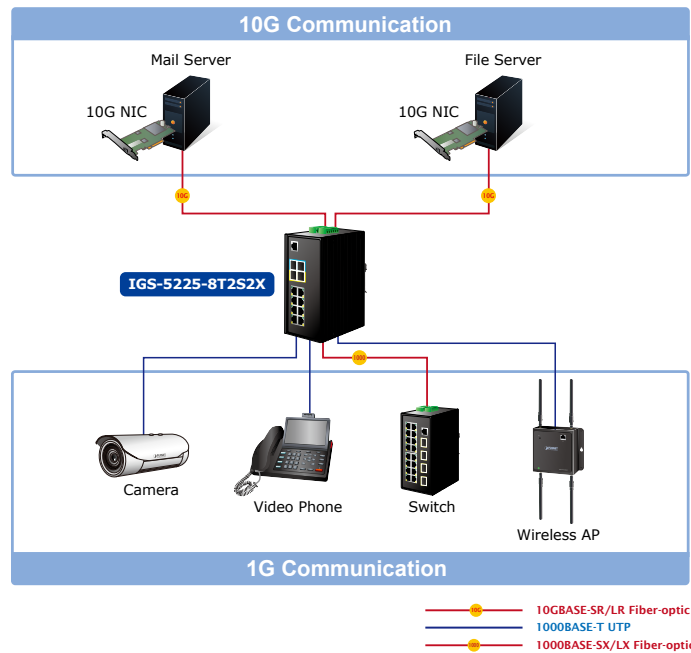 10G Communication
Mail Server
File Server
10G NIC
10G NIC
10G
10G
IGS-5225-8T2S2X
1000
Camera
Video Phone
Switch
Wireless AP
1G Communication
10G
10GBASE-SR/LR Fiber-optic
1000BASE-T UTP
1000
1000BASE-SX/LX Fiber-optic